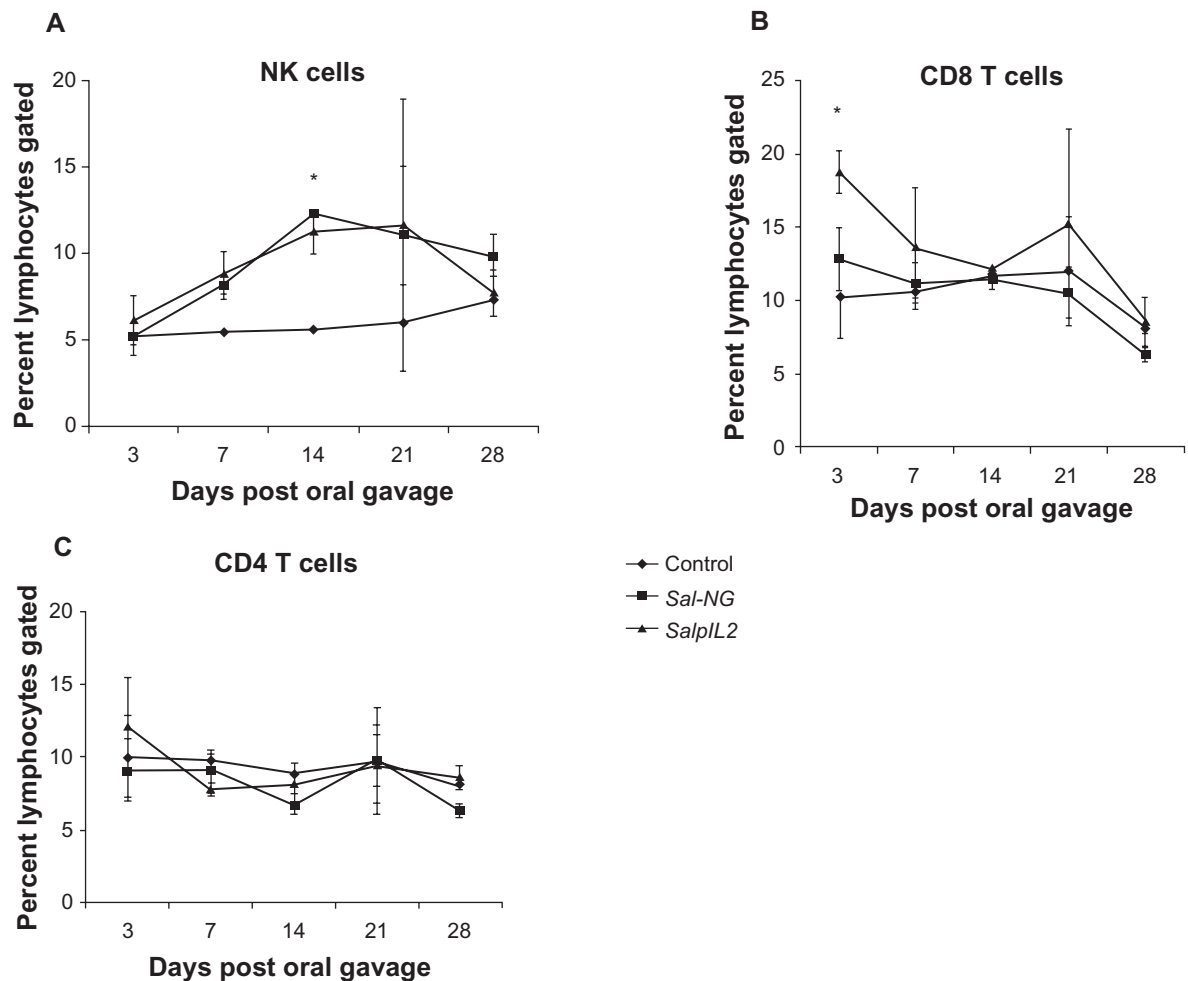 A
NK cells
Percent lymphocytes gated
20
15
10
5
0
3 7 14 21 28
*
Days post oral gavage
B
CD8 T cells
Percent lymphocytes gated
25
20
15
10
5
0
3 7 14 21 28
*
Days post oral gavage
C
CD4 T cells
Percent lymphocytes gated
20
15
10
5
0
3 7 14 21 28
Days post oral gavage
Control
Sal-NG
SalpIL2